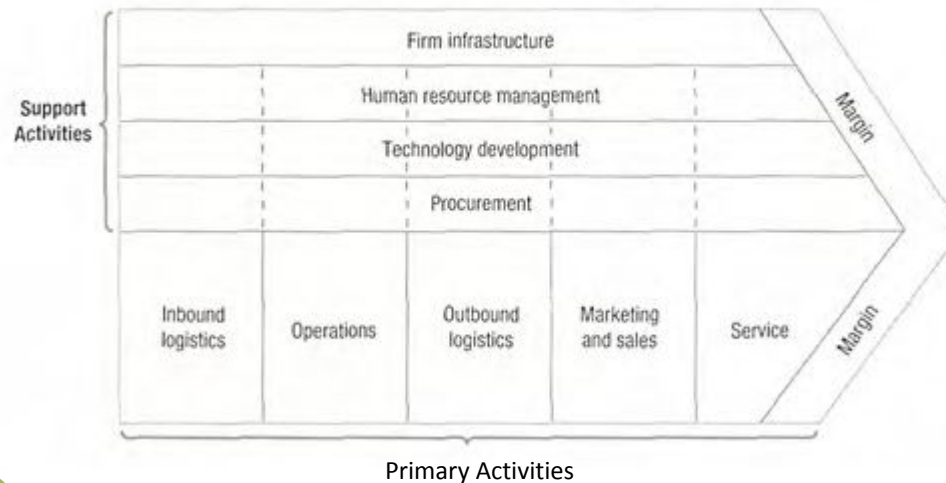 Firm infrastructure
Human resource management
Support
Activities
Technology development
Procurement
Margin
Inbound
logistics
Operations
Outbound
logistics
Marketing
and sales
Service
Margin
Primary Activities